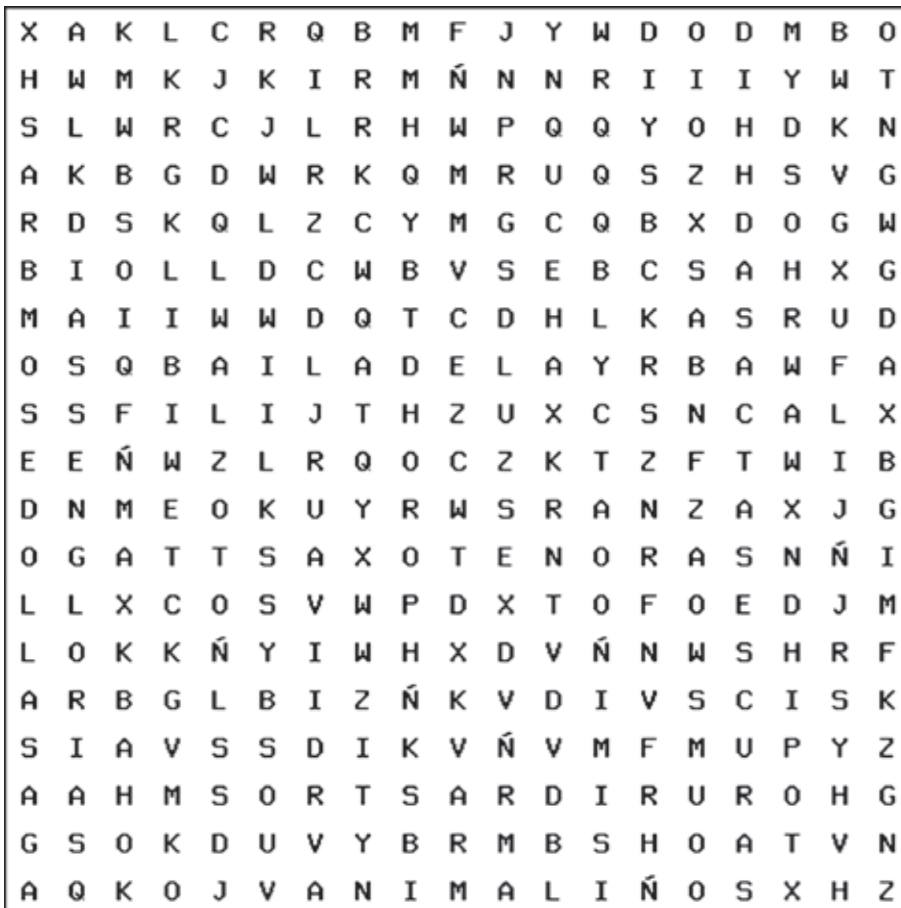 X A K L C R Q B M F J Y W D O D M B O
H W M K J K I R M Ñ N N R I I I Y W T
S L W R C J L R H W P Q Q Y O H D K N
A K B G D W R K Q M R U Q S Z H S V G
R D S K Q L Z C Y M G C Q B X D O G W
B I O L L D C W B V S E B C S A H X G
M A I I W W D Q T C D H L K A S R U D
O S Q B A I L A D E L A Y R B A W F A
S S F I L I J T H Z U X C S N C A L X
E E Ñ W Z L R Q O C Z K T Z F T W I B
D N M E O K U Y R W S R A N Z A X J G
O G A T T S A X O T E N O R A S N Ñ I
L L X C O S V W P D X T O F O E D J M
L O K K Ñ Y I W H X D V Ñ N W S H R F
A R B G L B I Z Ñ K V D I V S C I S K
S I A V S S D I K V Ñ V M F M U P Y Z
A A H M S O R T S A R D I R U R O H G
G S O K D U V Y B R M B S H O A T V N
A Q K O J V A N I M A L I Ñ O S X H Z